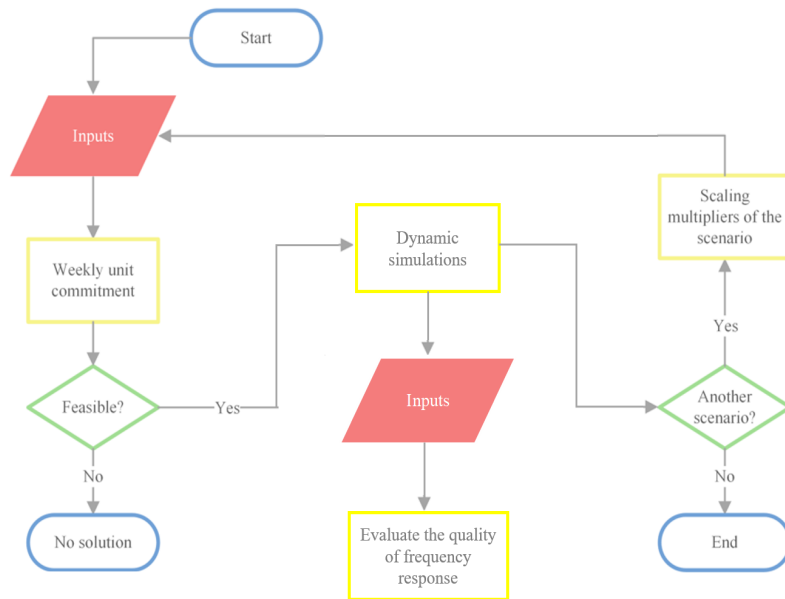 Start
Inputs
Weekly unit
commitment
Feasible?
Yes
No
No solution
Dynamic
simulations
Inputs
Evaluate the quality
of frequency
response
Scaling
multipliers of the
scenario
Yes
Another
scenario?
No
End